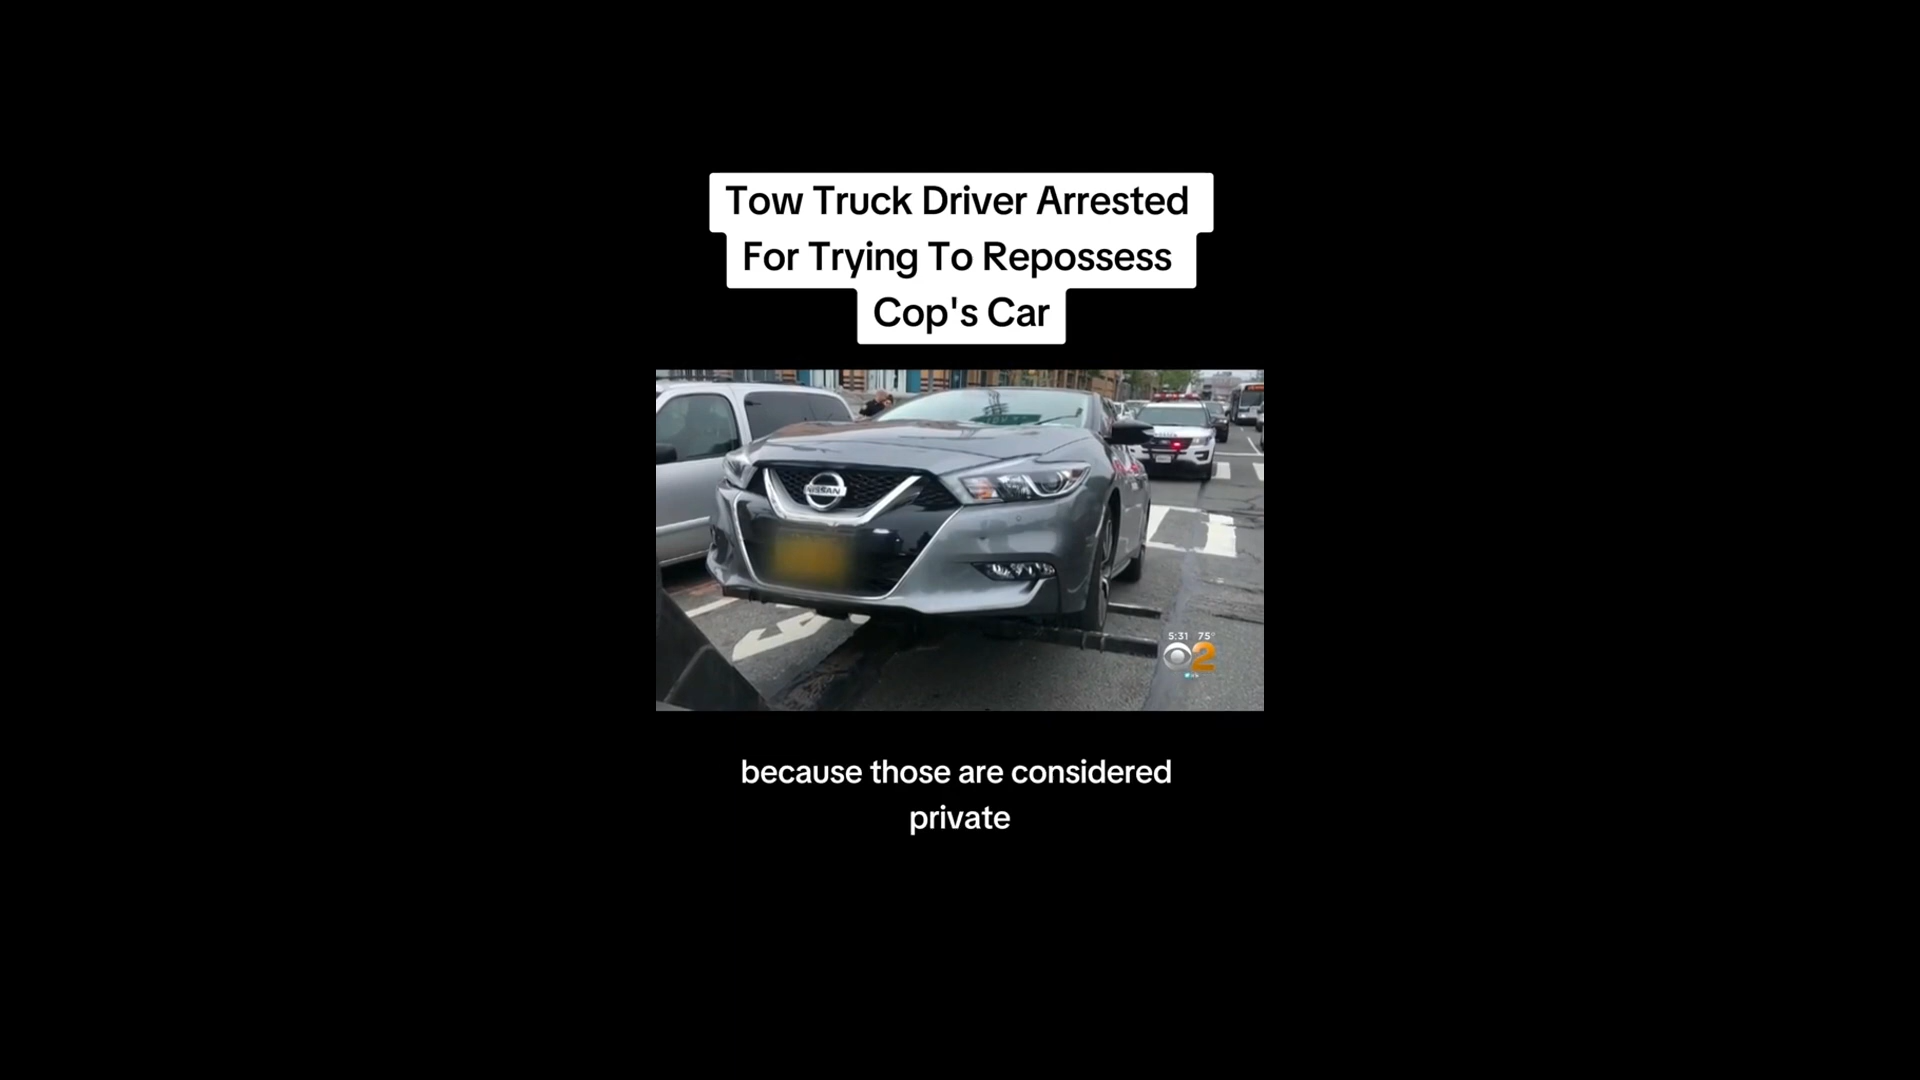 Tow Truck Driver Arrested
For Trying To Repossess
Cop's Car
NISSAN
5:31 75°
2
because those are considered
private